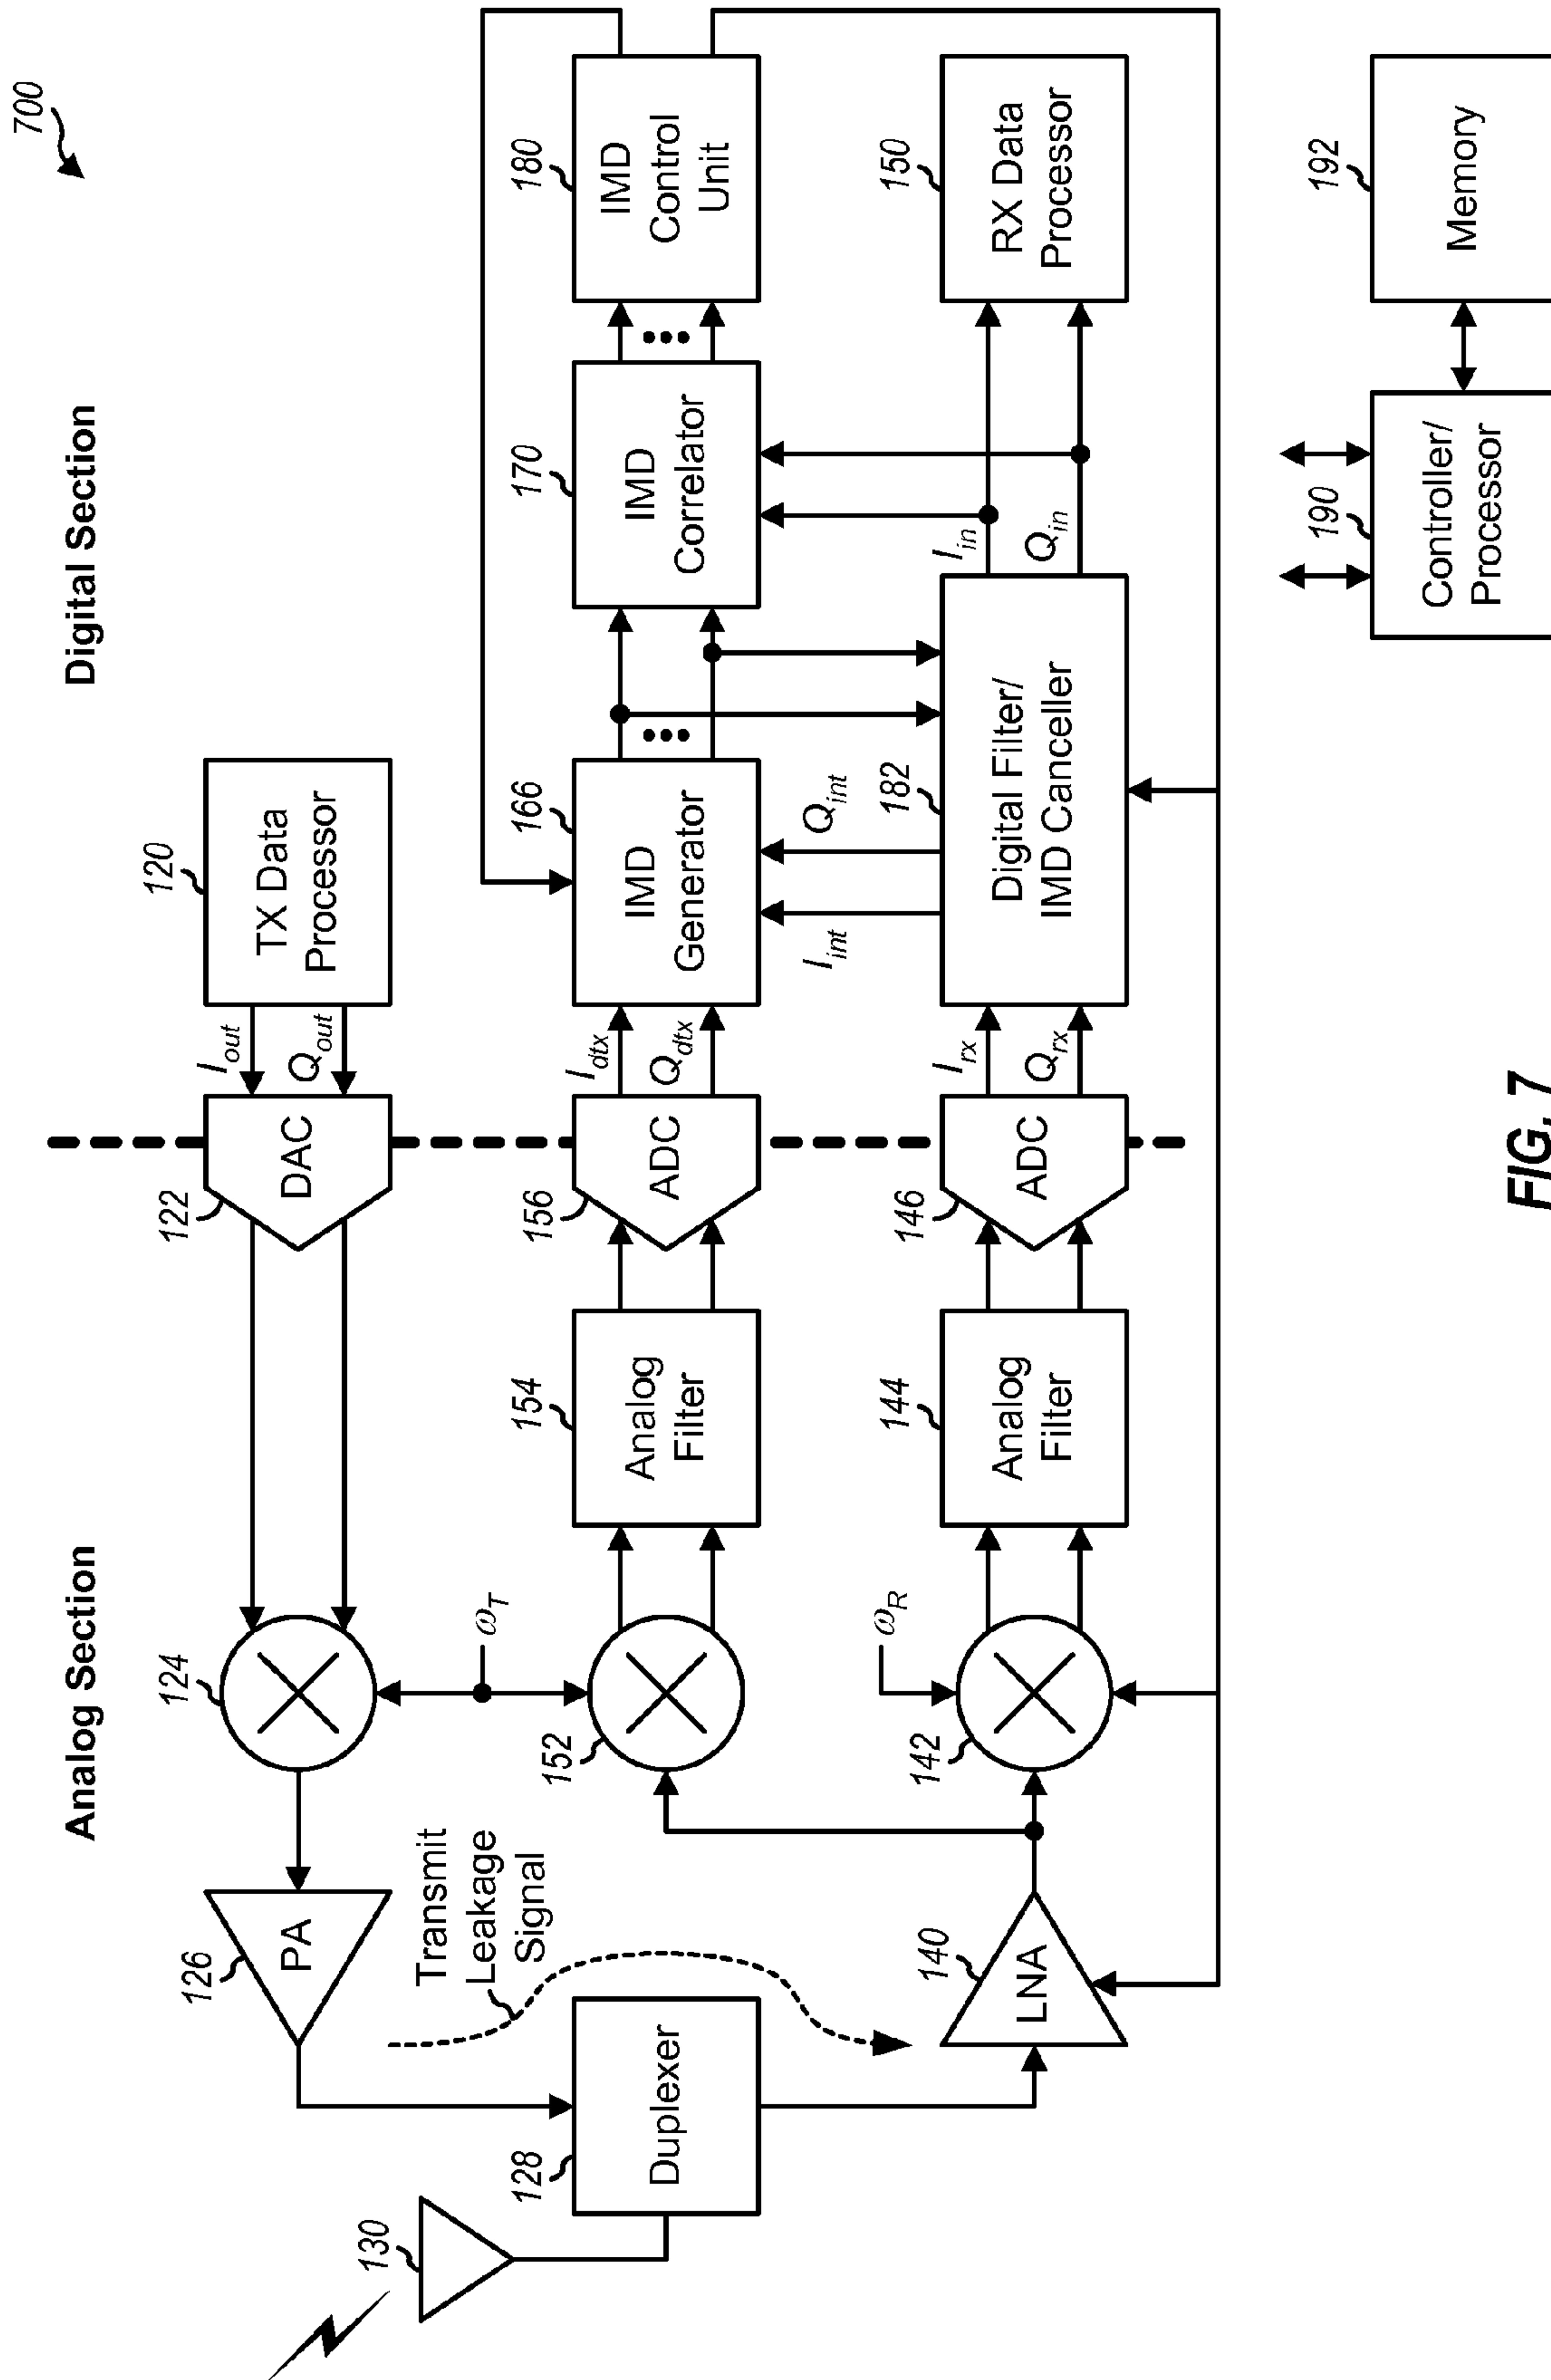 700
Analog Section
Digital Section
130
128
Duplexer
126
PA
124
122
DAC
I_out
Q_out
120
TX Data
Processor
Transmit
Leakage
Signal
ω_T
152
154
Analog
Filter
156
ADC
I_dtx
Q_dtx
166
IMD
Generator
170
IMD
Correlator
180
IMD
Control
Unit
I_int
Q_int
140
LNA
142
ω_R
144
Analog
Filter
146
ADC
I_rx
Q_rx
182
Digital Filter/
IMD Canceller
I_in
Q_in
150
RX Data
Processor
190
Controller/
Processor
192
Memory
FIG. 7